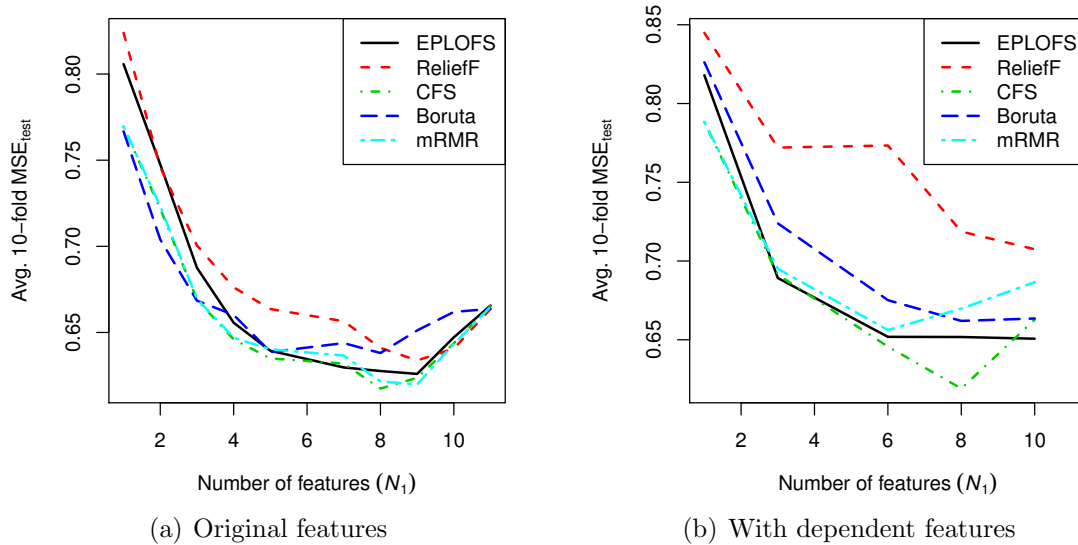 EPLOFS
ReliefF
CFS
Boruta
mRMR
0.80
0.75
0.70
0.65
Avg. 10−fold MSEtest
2 4 6 8 10
Number of features (N1)
(a) Original features
EPLOFS
ReliefF
CFS
Boruta
mRMR
0.85
0.80
0.75
0.70
0.65
Avg. 10−fold MSEtest
2 4 6 8 10
Number of features (N1)
(b) With dependent features